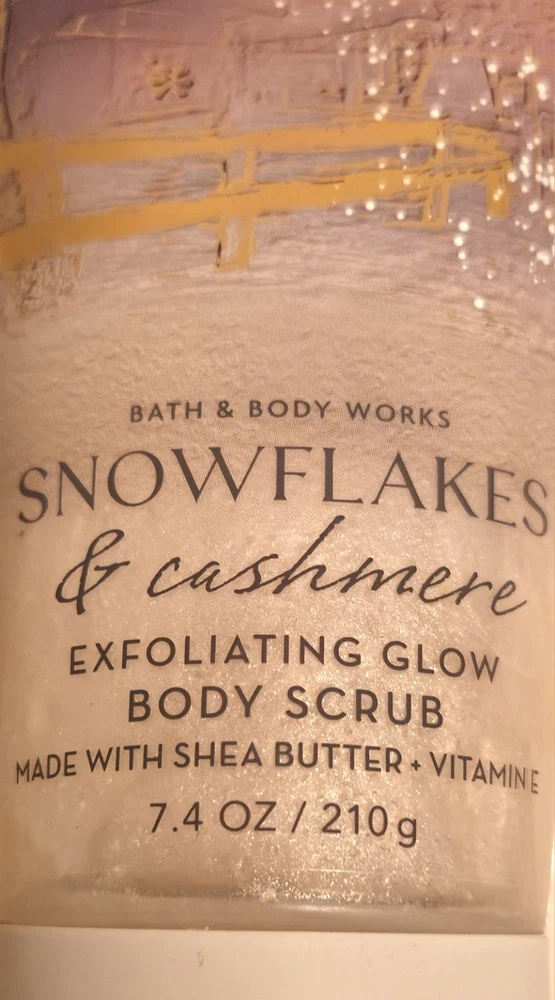 BATH & BODY WORKS
SNOWFLAKES
& cashmere
EXFOLIATING GLOW
BODY SCRUB
MADE WITH SHEA BUTTER + VITAMIN E
7.4 OZ / 210 g